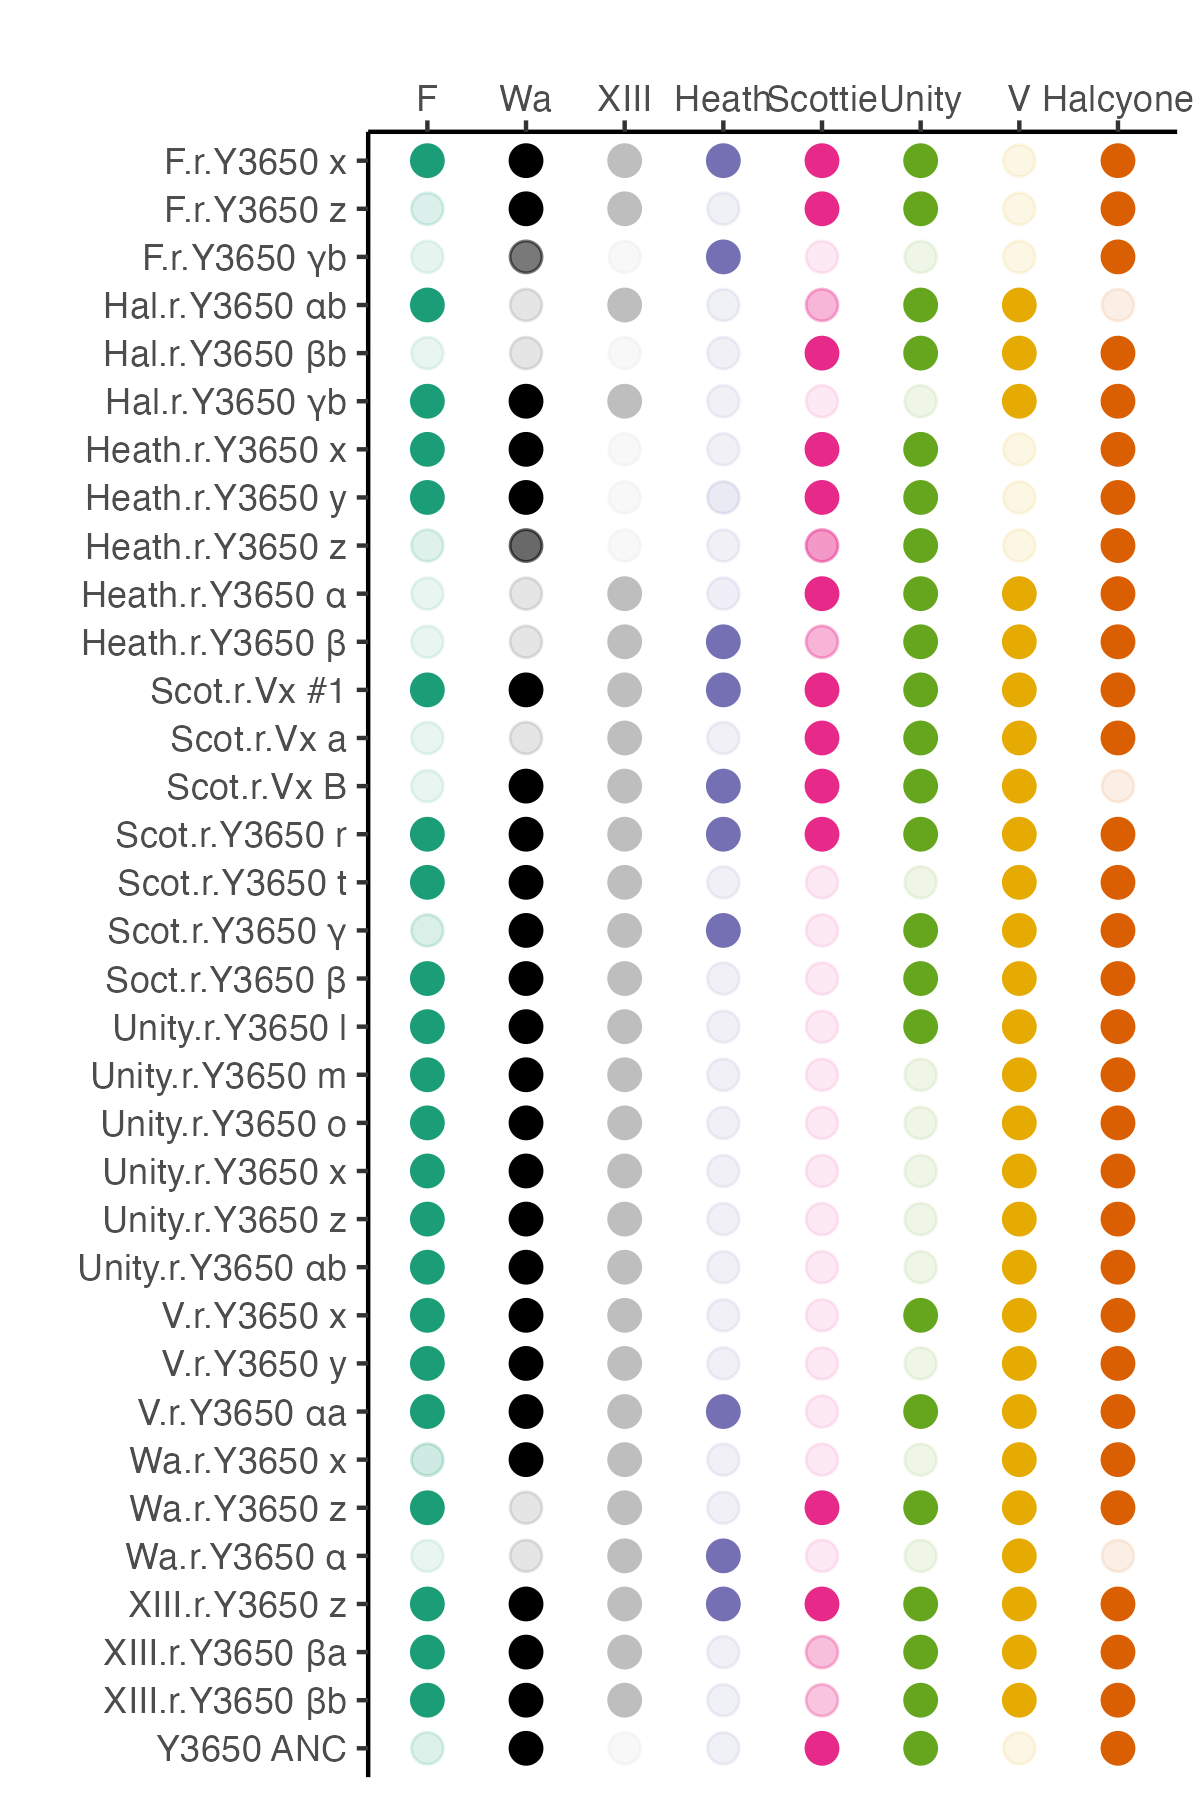 F Wa XIII Heath Scottie Unity V Halcyone
F.r.Y3650 x
F.r.Y3650 z
F.r.Y3650 γb
Hal.r.Y3650 αb
Hal.r.Y3650 βb
Hal.r.Y3650 γb
Heath.r.Y3650 x
Heath.r.Y3650 y
Heath.r.Y3650 z
Heath.r.Y3650 α
Heath.r.Y3650 β
Scot.r.Vx #1
Scot.r.Vx a
Scot.r.Vx B
Scot.r.Y3650 r
Scot.r.Y3650 t
Scot.r.Y3650 γ
Soct.r.Y3650 β
Unity.r.Y3650 l
Unity.r.Y3650 m
Unity.r.Y3650 o
Unity.r.Y3650 x
Unity.r.Y3650 z
Unity.r.Y3650 αb
V.r.Y3650 x
V.r.Y3650 y
V.r.Y3650 αa
Wa.r.Y3650 x
Wa.r.Y3650 z
Wa.r.Y3650 α
XIII.r.Y3650 z
XIII.r.Y3650 βa
XIII.r.Y3650 βb
Y3650 ANC